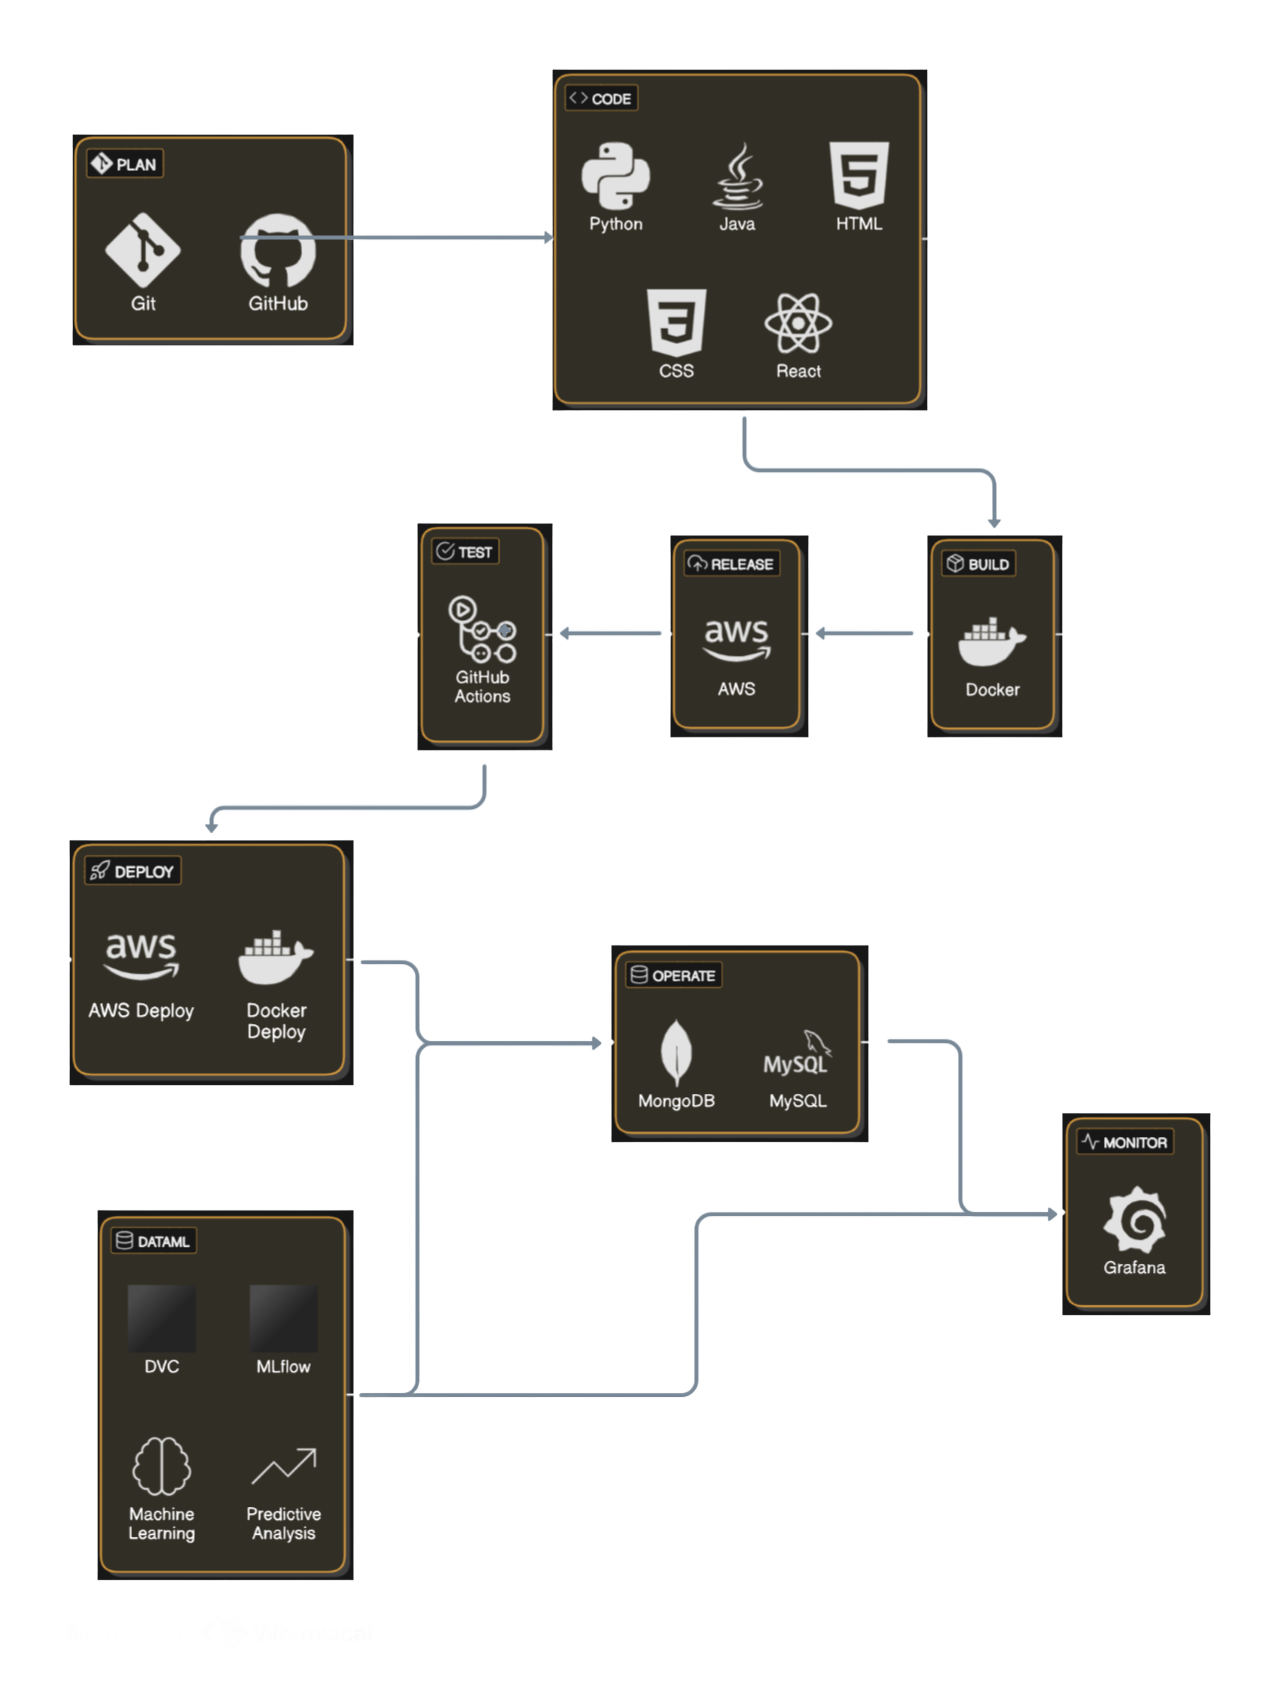 PLAN
Git
GitHub
CODE
Python
Java
HTML
CSS
React
BUILD
Docker
RELEASE
aws
AWS
TEST
GitHub
Actions
DEPLOY
aws
AWS Deploy
Docker
Deploy
OPERATE
MongoDB
MySQL
MySQL
DATAML
DVC
MLflow
Machine
Learning
Predictive
Analysis
MONITOR
Grafana